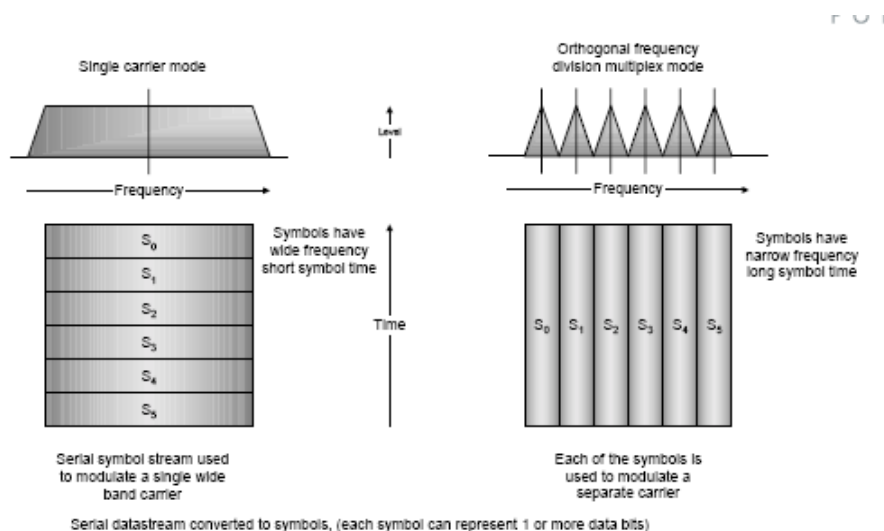 Single carrier mode
Orthogonal frequency
division multiplex mode
Level
Frequency
Frequency
S0
S1
S2
S3
S4
S5
Symbols have
wide frequency
short symbol time
Time
S0 S1 S2 S3 S4 S5
Symbols have
narrow frequency
long symbol time
Serial symbol stream used
to modulate a single wide
band carrier
Each of the symbols is
used to modulate a
separate carrier
Serial datastream converted to symbols, (each symbol can represent 1 or more data bits)